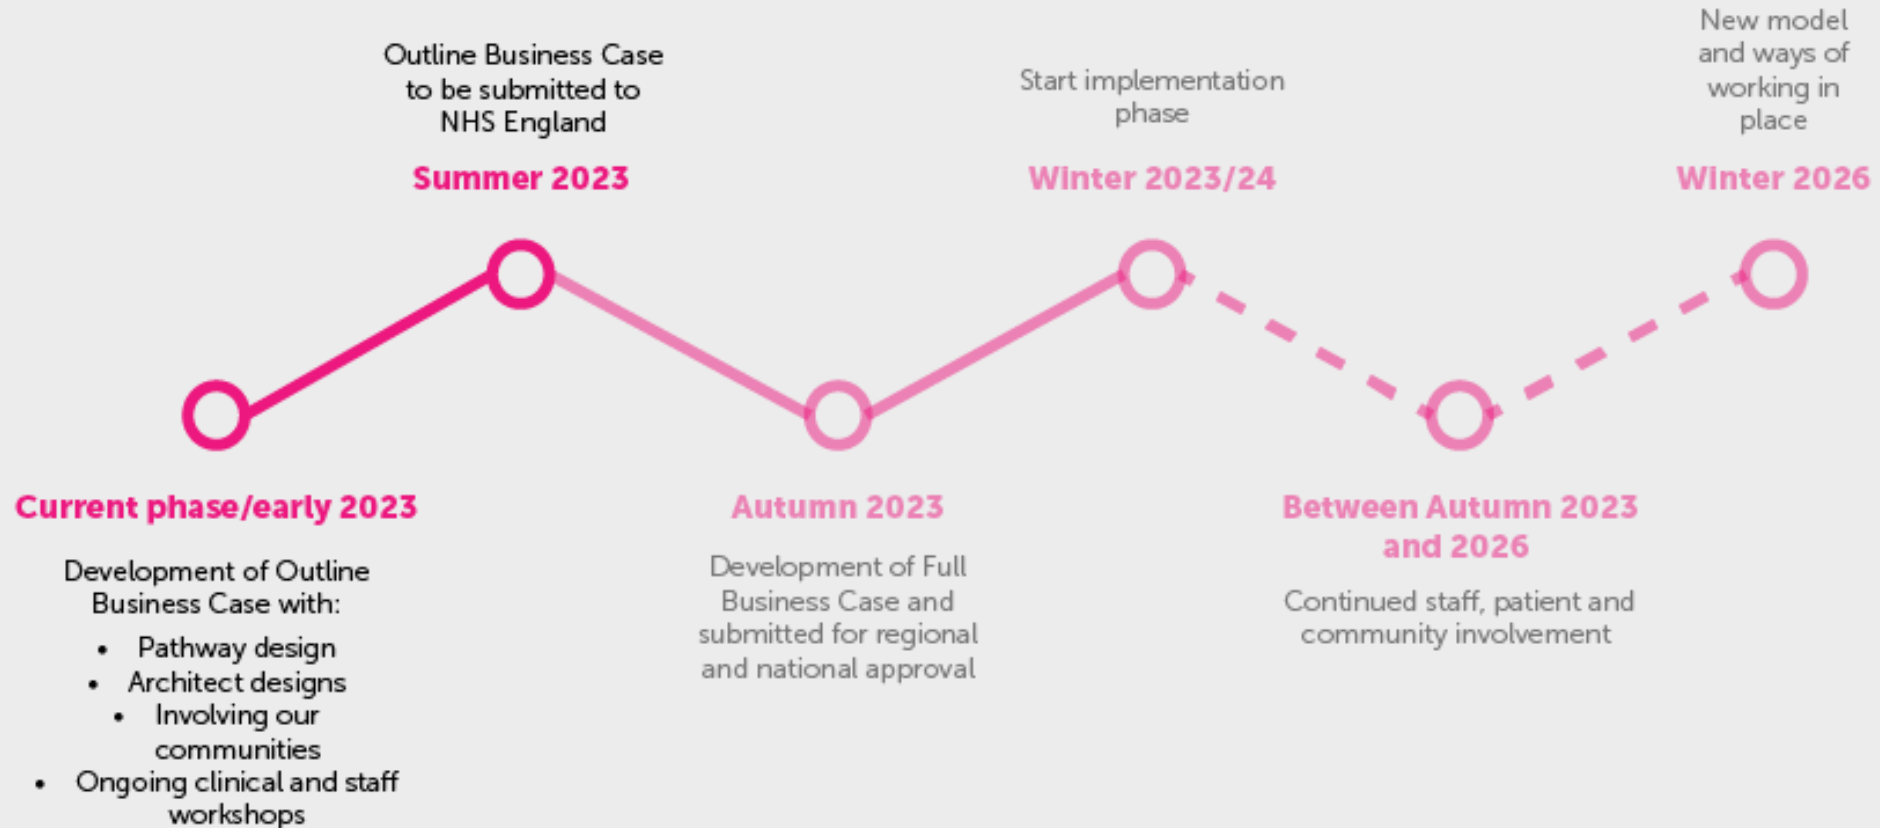 Outline Business Case
to be submitted to
NHS England
Summer 2023
Start implementation
phase
Winter 2023/24
New model
and ways of
working in
place
Winter 2026
Current phase/early 2023
Development of Outline
Business Case with:
• Pathway design
• Architect designs
• Involving our
communities
• Ongoing clinical and staff
workshops
Autumn 2023
Development of Full
Business Case and
submitted for regional
and national approval
Between Autumn 2023
and 2026
Continued staff, patient and
community involvement